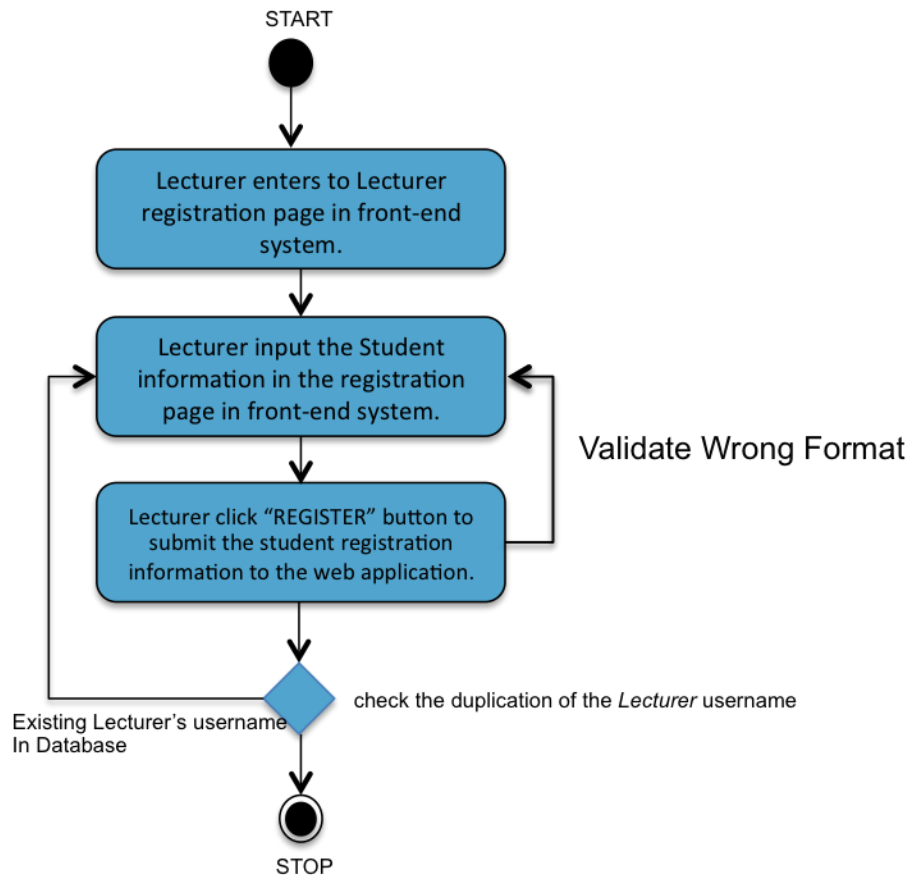 START
Lecturer enters to Lecturer
registration page in front-end
system.
Lecturer input the Student
information in the registration
page in front-end system.
Validate Wrong Format
Lecturer click “REGISTER” button to
submit the student registration
information to the web application.
check the duplication of the Lecturer username
Existing Lecturer’s username
In Database
STOP